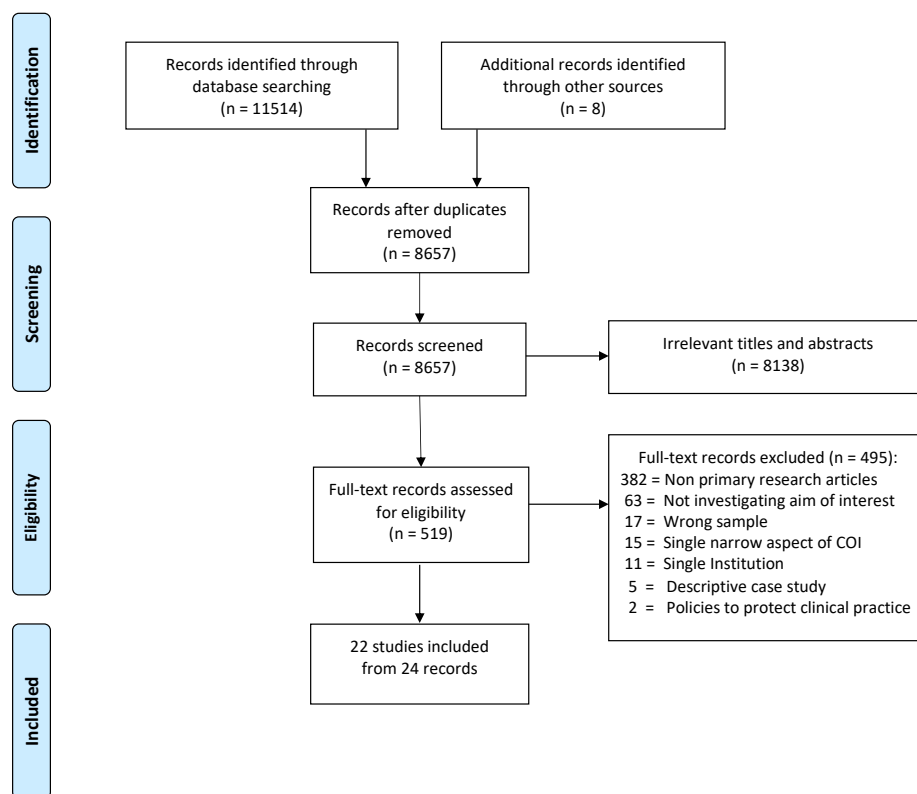 Identification
Records identified through
database searching
(n = 11514)
Additional records identified
through other sources
(n = 8)
Records after duplicates
removed
(n = 8657)
Screening
Records screened
(n = 8657)
Irrelevant titles and abstracts
(n = 8138)
Eligibility
Full-text records assessed
for eligibility
(n = 519)
Full-text records excluded (n = 495):
382 = Non primary research articles
63 = Not investigating aim of interest
17 = Wrong sample
15 = Single narrow aspect of COI
11 = Single Institution
5 = Descriptive case study
2 = Policies to protect clinical practice
Included
22 studies included
from 24 records